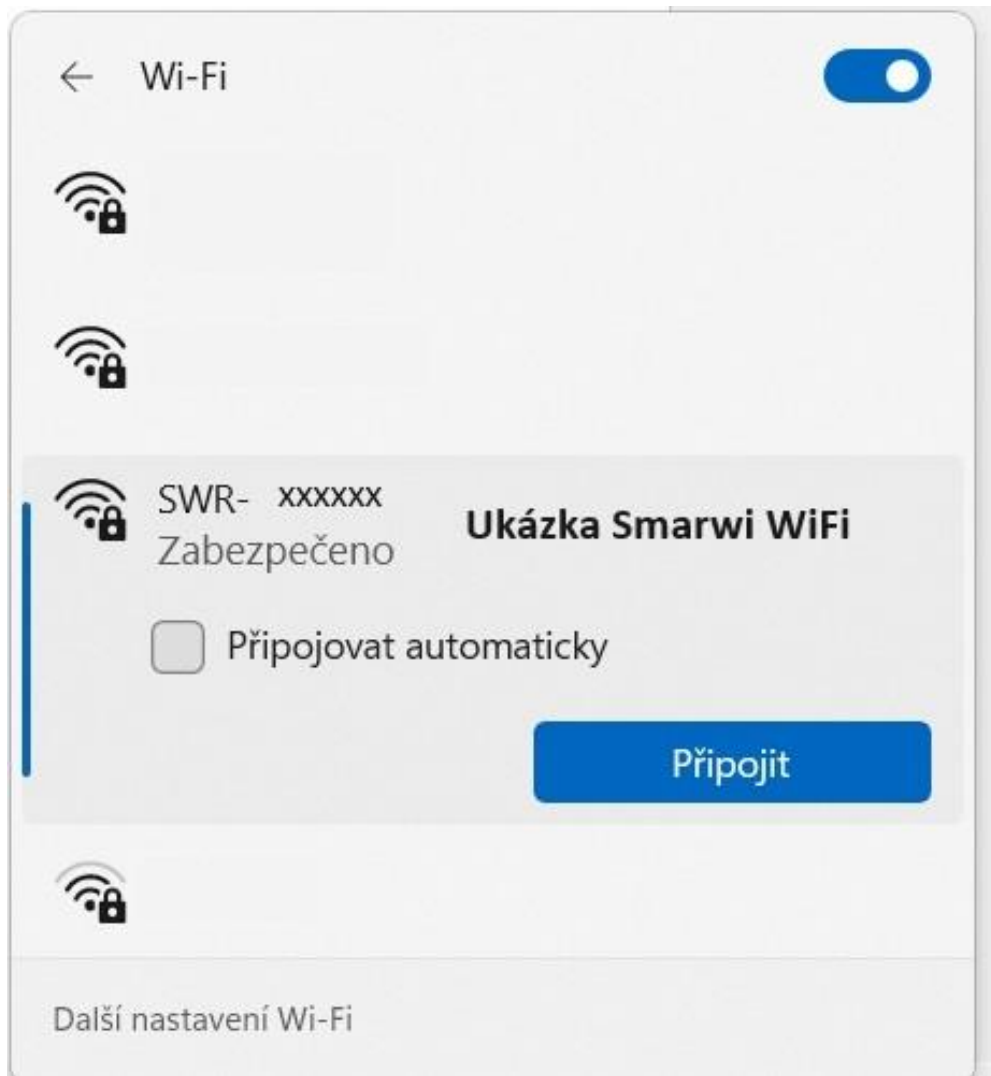 Wi-Fi
SWR- xxxxxx
Zabezpečeno
Ukázka Smarwi WiFi
Připojovat automaticky
Připojit
Další nastavení Wi-Fi